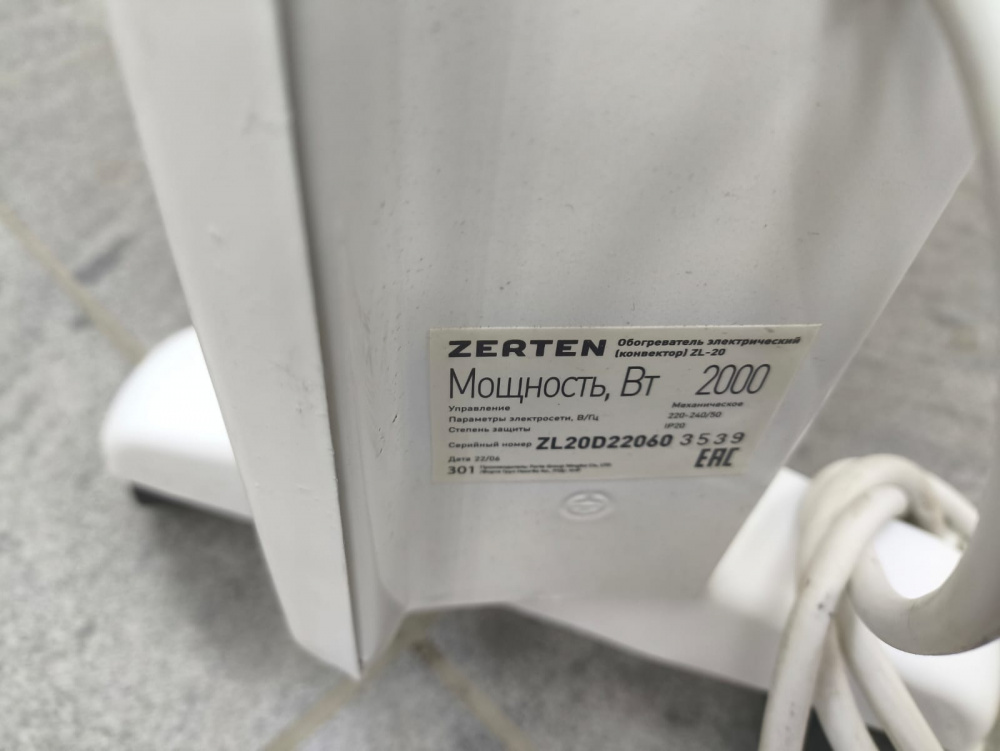 ZERTEN Обогреватель электрический
(конвектор) ZL-20
Мощность, Вт 2000
Управление Механическое
Параметры электросети, В/Гц 220-240/50
Степень защиты IP20
Серийный номер ZL20D22060 3539
Дата 22/06
EAC
301 Производитель